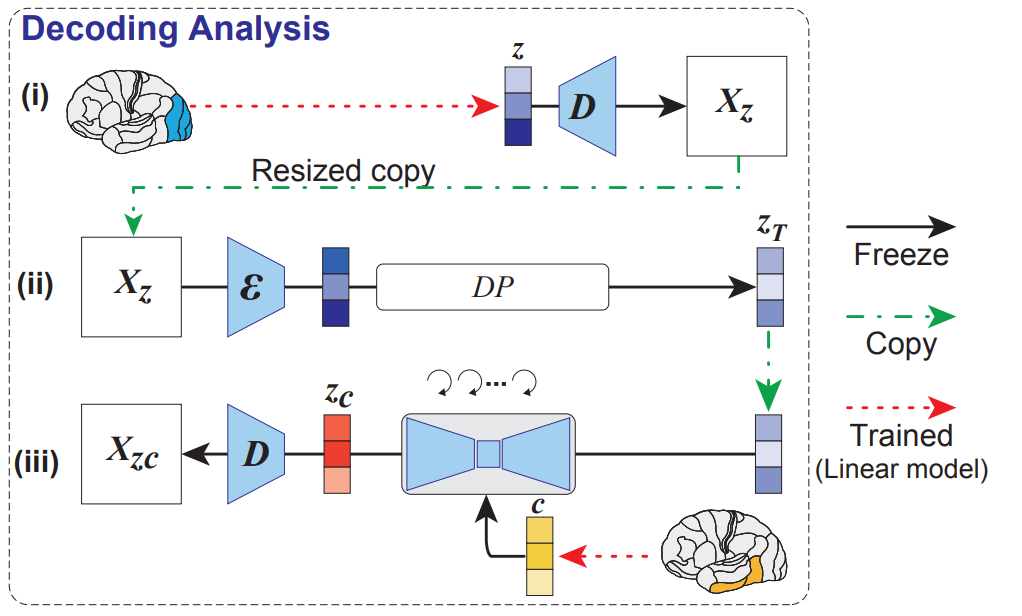 Decoding Analysis
(i)
z
D
X_z
Resized copy
(ii)
X_z
ε
DP
z_T
(iii)
X_zc
D
z_c
...
c
Freeze
Copy
Trained
(Linear model)